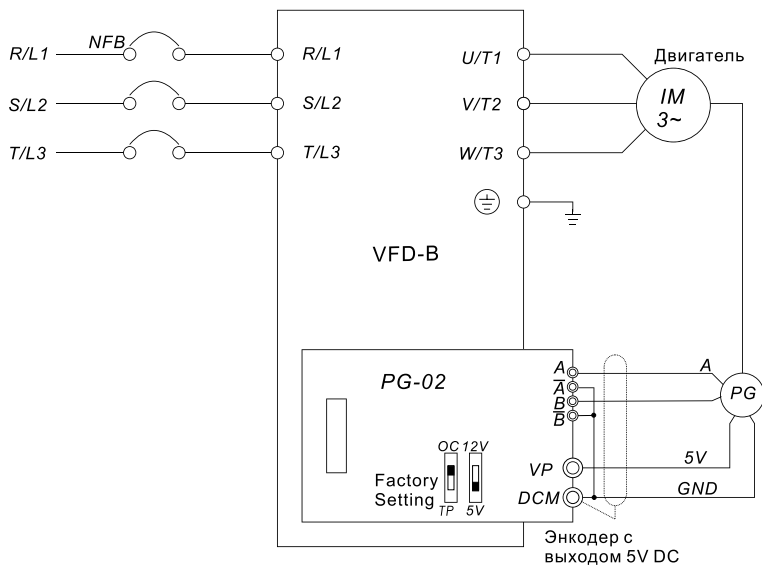 R/L1 NFB R/L1 U/T1 Двигатель
S/L2 S/L2 V/T2 IM
3~
T/L3 T/L3 W/T3
VFD-B
PG-02
A A
A̅
B PG
B̅
OC 12V
VP 5V
Factory
Setting
DCM GND
TP 5V
Энкодер с
выходом 5V DC